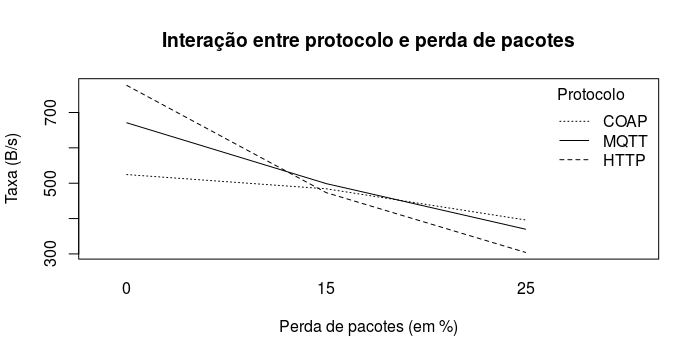 Interação entre protocolo e perda de pacotes
Protocolo
COAP
MQTT
HTTP
Taxa (B/s)
700
500
300
0 15 25
Perda de pacotes (em %)